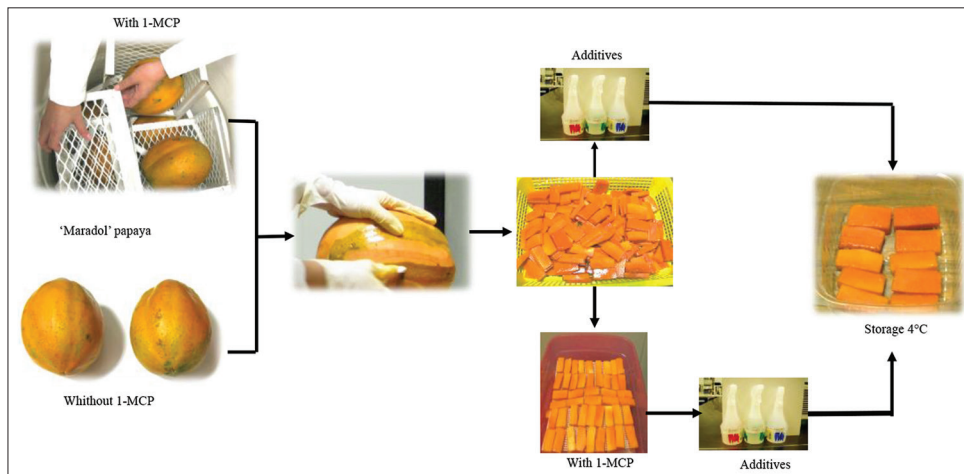 With 1-MCP
'Maradol' papaya
Whithout 1-MCP
Additives
With 1-MCP
Additives
Storage 4°C